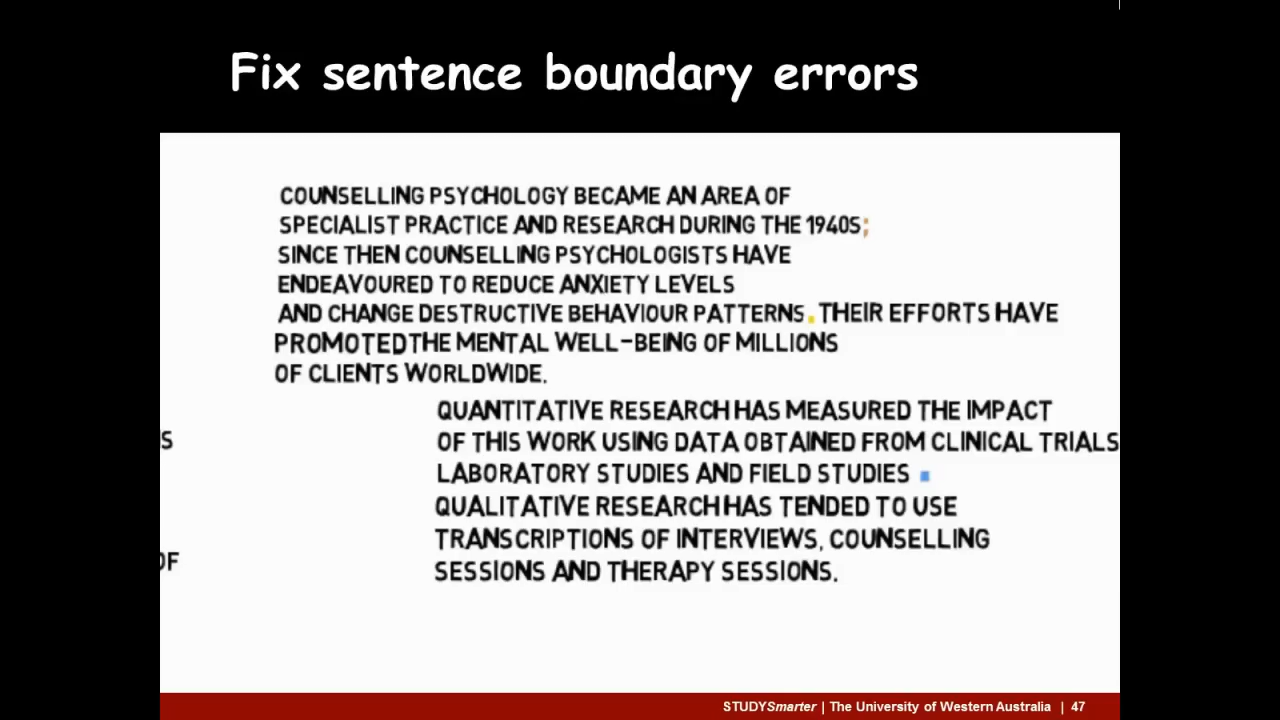 Fix sentence boundary errors
COUNSELLING PSYCHOLOGY BECAME AN AREA OF
SPECIALIST PRACTICE AND RESEARCH DURING THE 1940S;
SINCE THEN COUNSELLING PSYCHOLOGISTS HAVE
ENDEAVOURED TO REDUCE ANXIETY LEVELS
AND CHANGE DESTRUCTIVE BEHAVIOUR PATTERNS. THEIR EFFORTS HAVE
PROMOTED THE MENTAL WELL-BEING OF MILLIONS
OF CLIENTS WORLDWIDE.
QUANTITATIVE RESEARCH HAS MEASURED THE IMPACT
OF THIS WORK USING DATA OBTAINED FROM CLINICAL TRIALS
LABORATORY STUDIES AND FIELD STUDIES .
QUALITATIVE RESEARCH HAS TENDED TO USE
TRANSCRIPTIONS OF INTERVIEWS, COUNSELLING
SESSIONS AND THERAPY SESSIONS.
STUDYSmarter | The University of Western Australia | 47